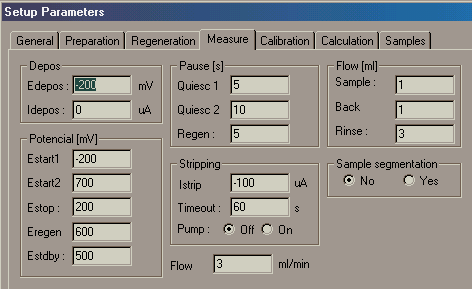 Setup Parameters
General Preparation Regeneration Measure Calibration Calculation Samples
Depos
Edepos : -200 mV
Idepos : 0 uA
Potencial [mV]
Estart1 -200
Estart2 700
Estop : 200
Eregen 600
Estdby : 500
Pause [s]
Quiesc 1 5
Quiesc 2 10
Regen : 5
Stripping
Istrip -100 uA
Timeout : 60 s
Pump : Off On
Flow 3 ml/min
Flow [ml]
Sample : 1
Back 1
Rinse : 3
Sample segmentation
No Yes